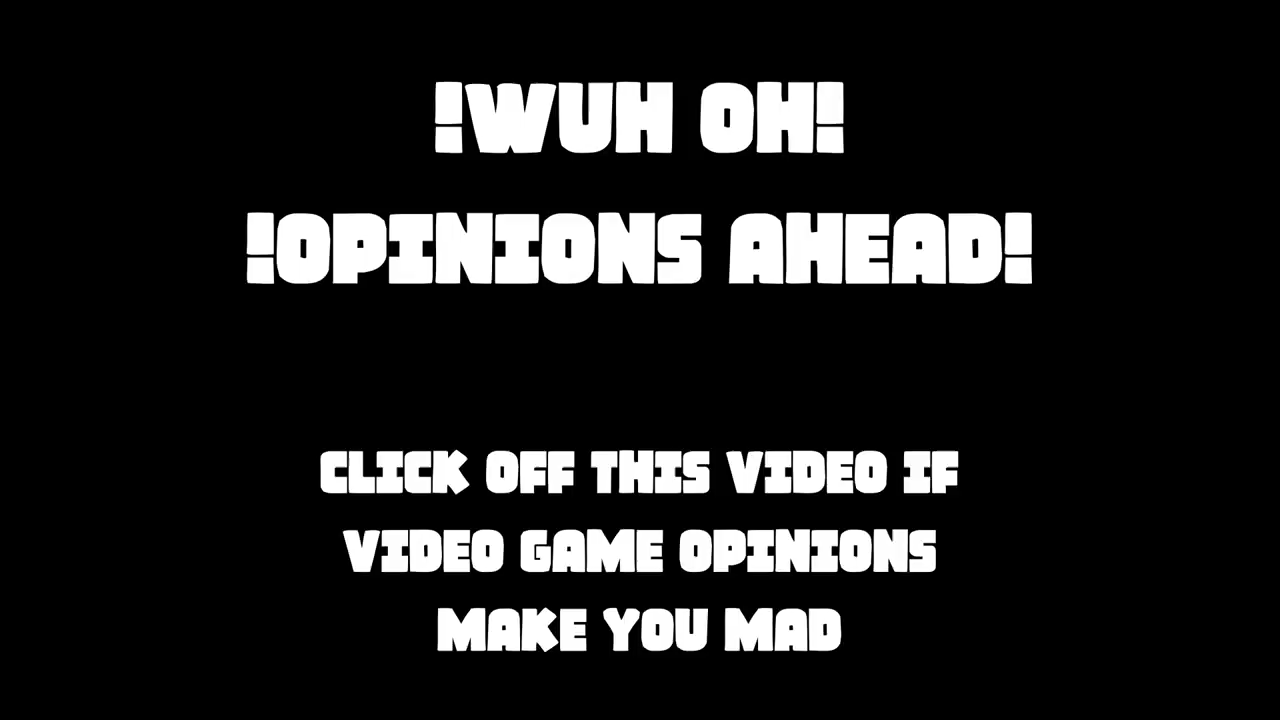 !WUH OH!
!OPINIONS AHEAD!
CLICK OFF THIS VIDEO IF
VIDEO GAME OPINIONS
MAKE YOU MAD